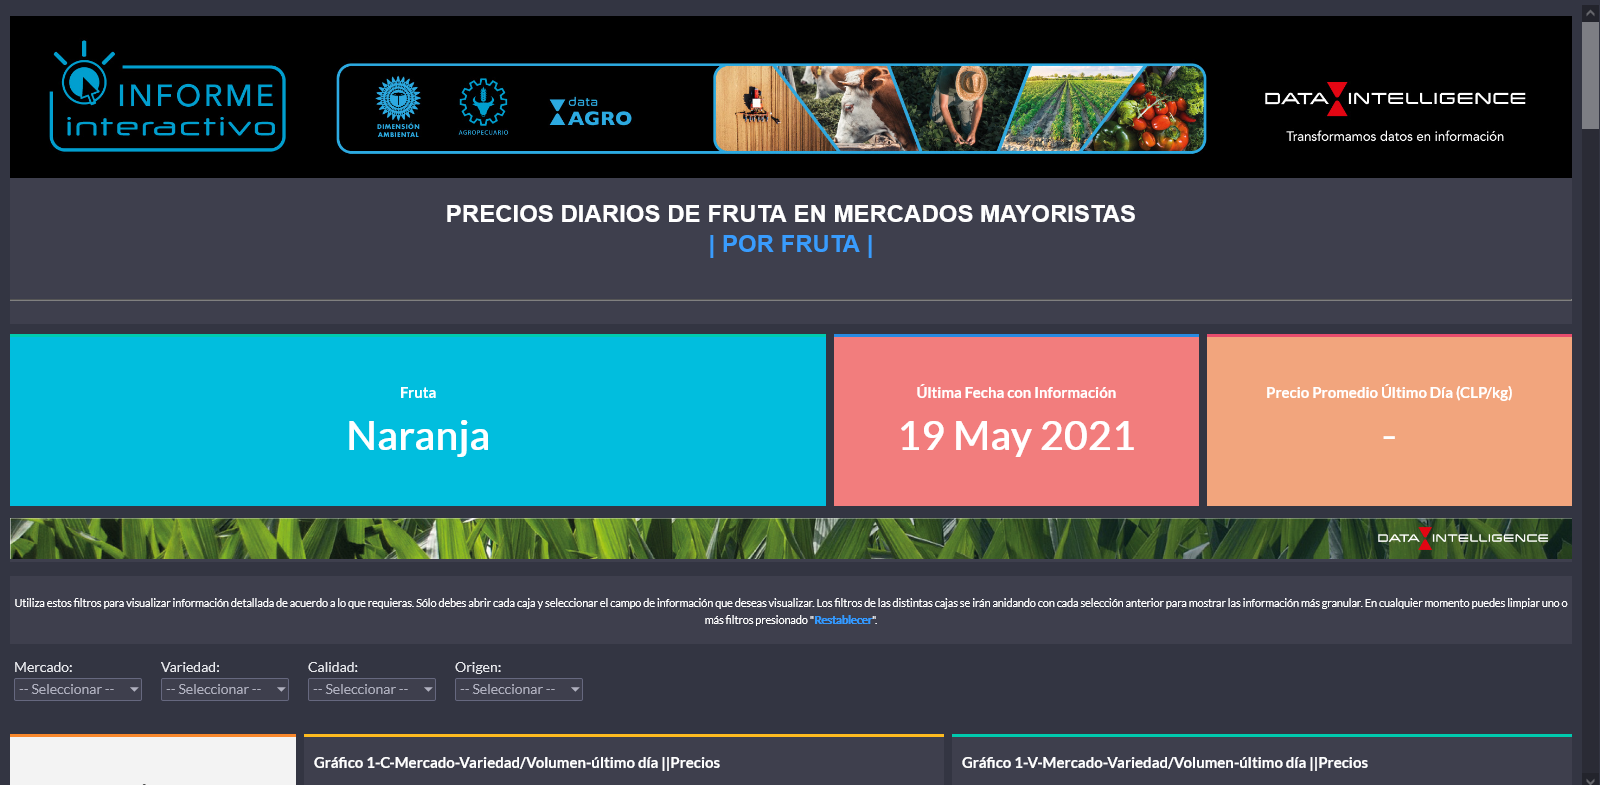 INFORME
interactivo
DIMENSIÓN
AMBIENTAL
AGROPECUARIO
data
AGRO
DATA INTELLIGENCE
Transformamos datos en información
PRECIOS DIARIOS DE FRUTA EN MERCADOS MAYORISTAS
| POR FRUTA |
Fruta
Naranja
Última Fecha con Información
19 May 2021
Precio Promedio Último Día (CLP/kg)
-
DATA INTELLIGENCE
Utiliza estos filtros para visualizar información detallada de acuerdo a lo que requieras. Sólo debes abrir cada caja y seleccionar el campo de información que deseas visualizar. Los filtros de las distintas cajas se irán anidando con cada selección anterior para mostrar las información más granular. En cualquier momento puedes limpiar uno o
más filtros presionado "Restablecer".
Mercado:
Variedad:
Calidad:
Origen:
-- Seleccionar --
-- Seleccionar --
-- Seleccionar --
-- Seleccionar --
Gráfico 1-C-Mercado-Variedad/Volumen-último día ||Precios
Gráfico 1-V-Mercado-Variedad/Volumen-último día ||Precios